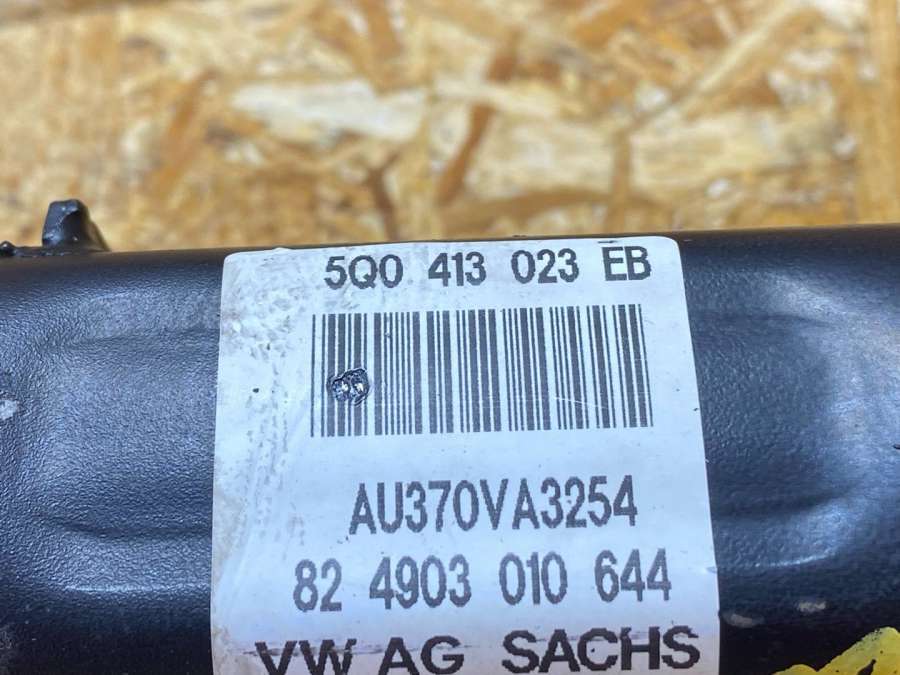 5Q0 413 023 EB
AU370VA3254
82 4903 010 644
VW AG SACHS